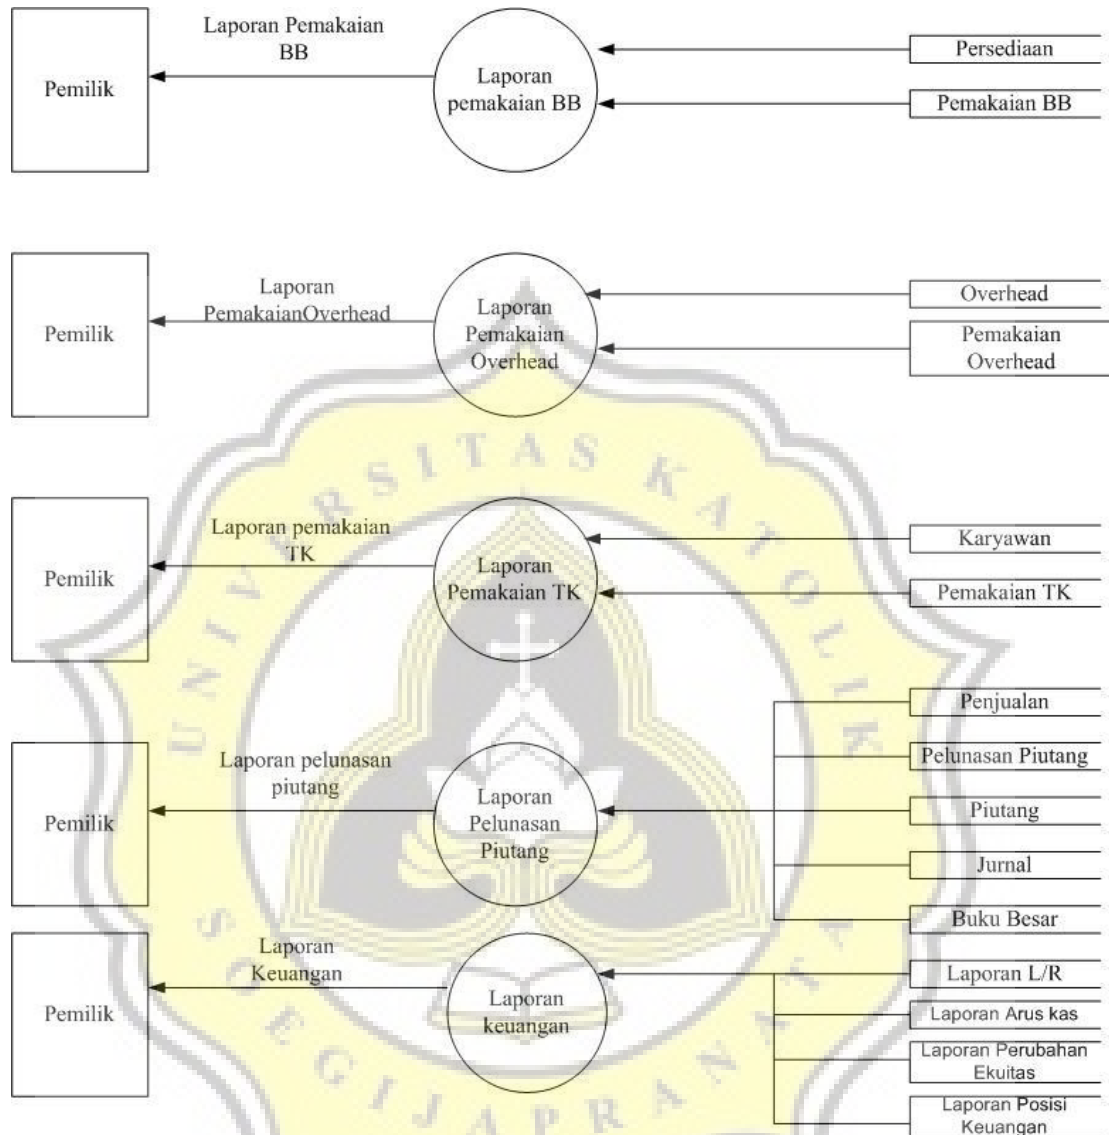 Laporan Pemakaian
BB
Pemilik
Laporan
pemakaian BB
Persediaan
Pemakaian BB
Laporan
PemakaianOverhead
Pemilik
Laporan
Pemakaian
Overhead
Overhead
Pemakaian
Overhead
Laporan pemakaian
TK
Pemilik
Laporan
Pemakaian TK
Karyawan
Pemakaian TK
Laporan pelunasan
piutang
Pemilik
Laporan
Pelunasan
Piutang
Penjualan
Pelunasan Piutang
Piutang
Jurnal
Buku Besar
Laporan
Keuangan
Pemilik
Laporan
keuangan
Laporan L/R
Laporan Arus kas
Laporan Perubahan
Ekuitas
Laporan Posisi
Keuangan
UNIVERSITAS KATOLIK
SOEGIJAPRANATA